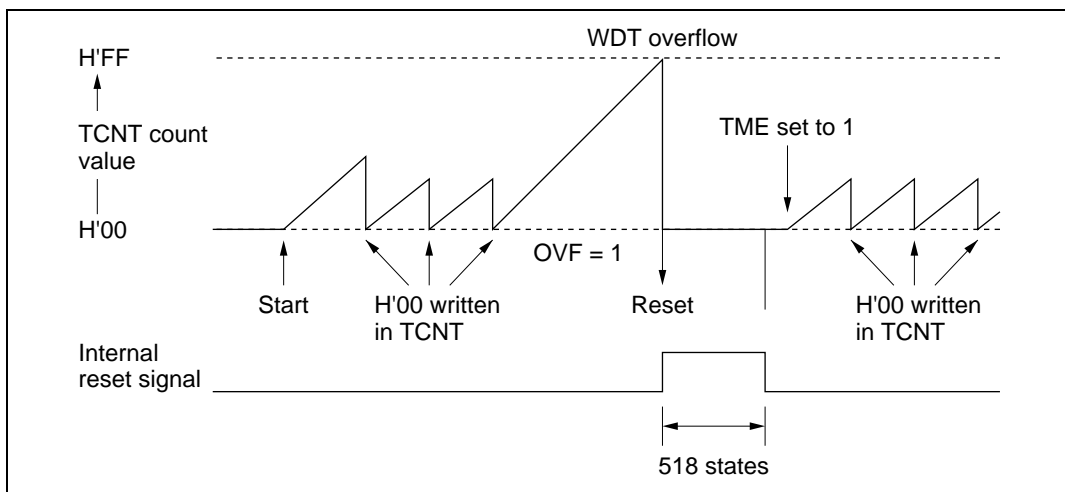 WDT overflow
H'FF
TCNT count
value
TME set to 1
H'00
OVF = 1
Start
H'00 written
in TCNT
Reset
H'00 written
in TCNT
Internal
reset signal
518 states